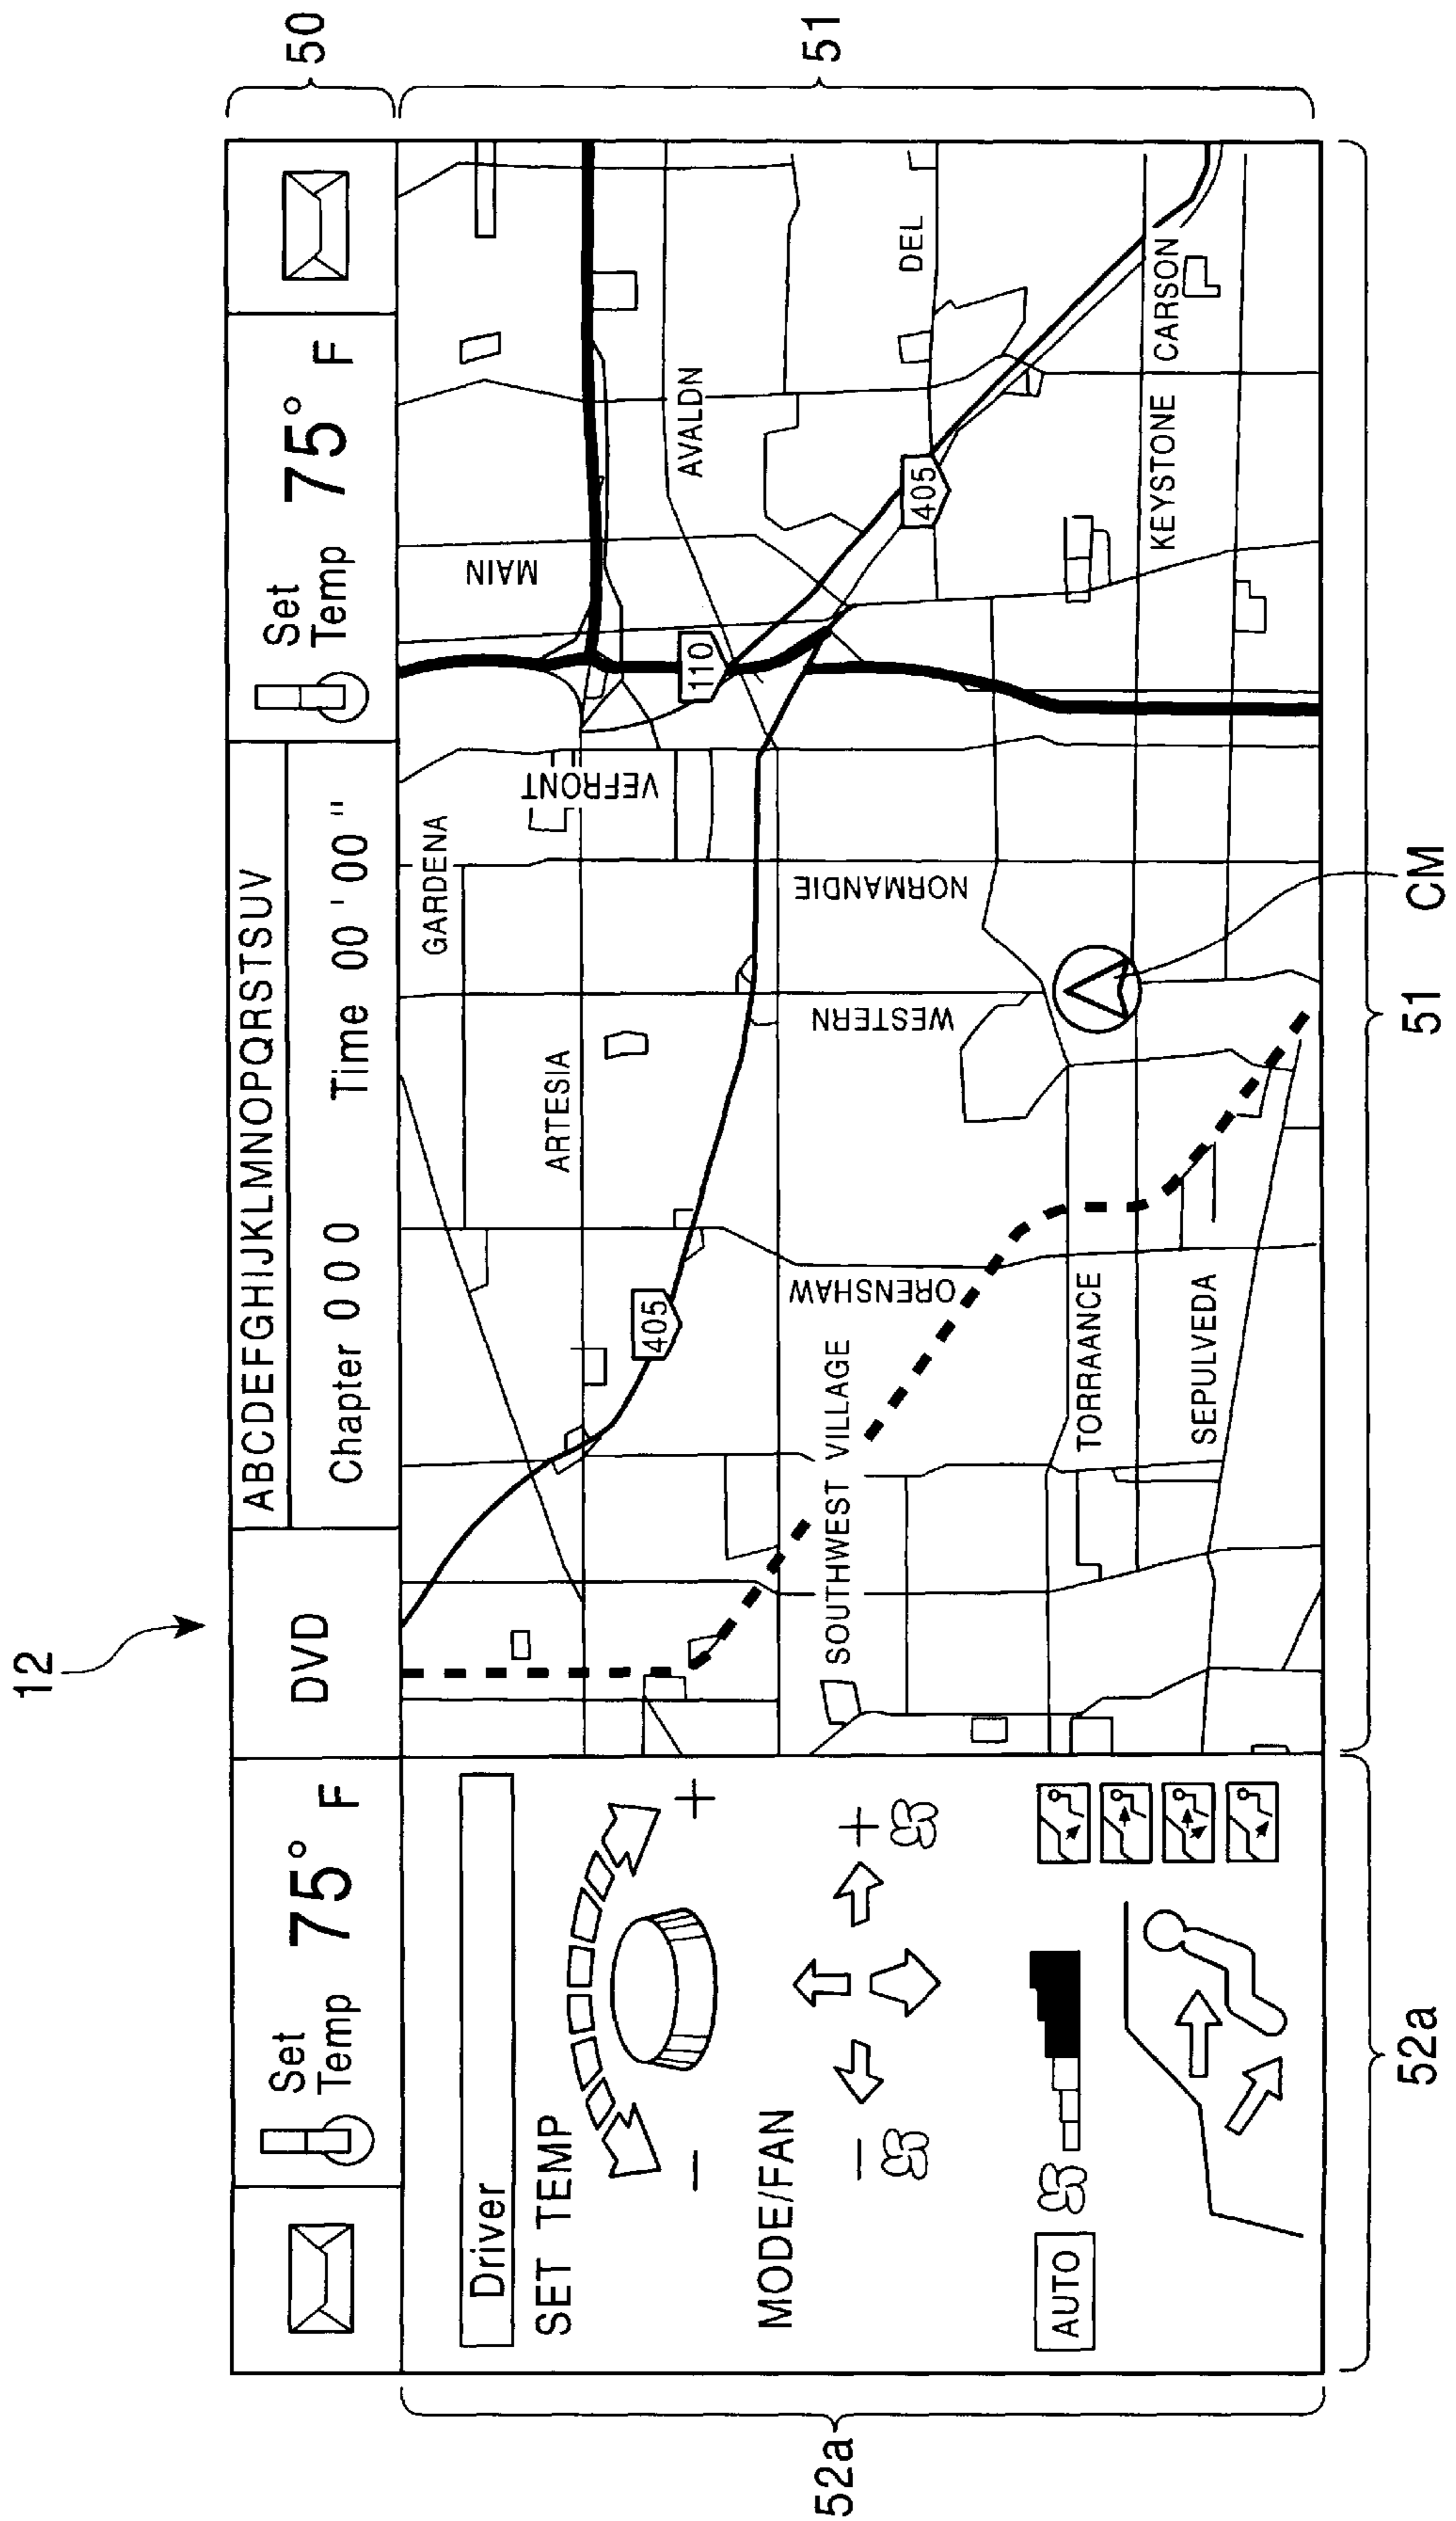 12
Set
Temp 75° F
DVD
ABCDEFGHIJKLMNOPQRSTSUV
Chapter 0 0 0 Time 00 ' 00 "
Set
Temp 75° F
50
Driver
SET TEMP
− +
MODE/FAN
− +
AUTO
GARDENA
MAIN
ARTESIA
VEFRONT
405
110
AVALDN
SOUTHWEST VILLAGE
ORENSHAW
WESTERN
NORMANDIE
405
DEL
TORRAANCE
SEPULVEDA
KEYSTONE CARSON
52a
51
52a
51
CM